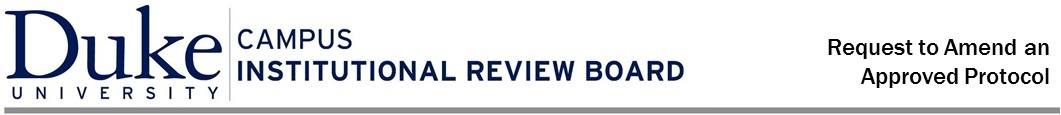 Duke
UNIVERSITY
CAMPUS
INSTITUTIONAL REVIEW BOARD
Request to Amend an
Approved Protocol